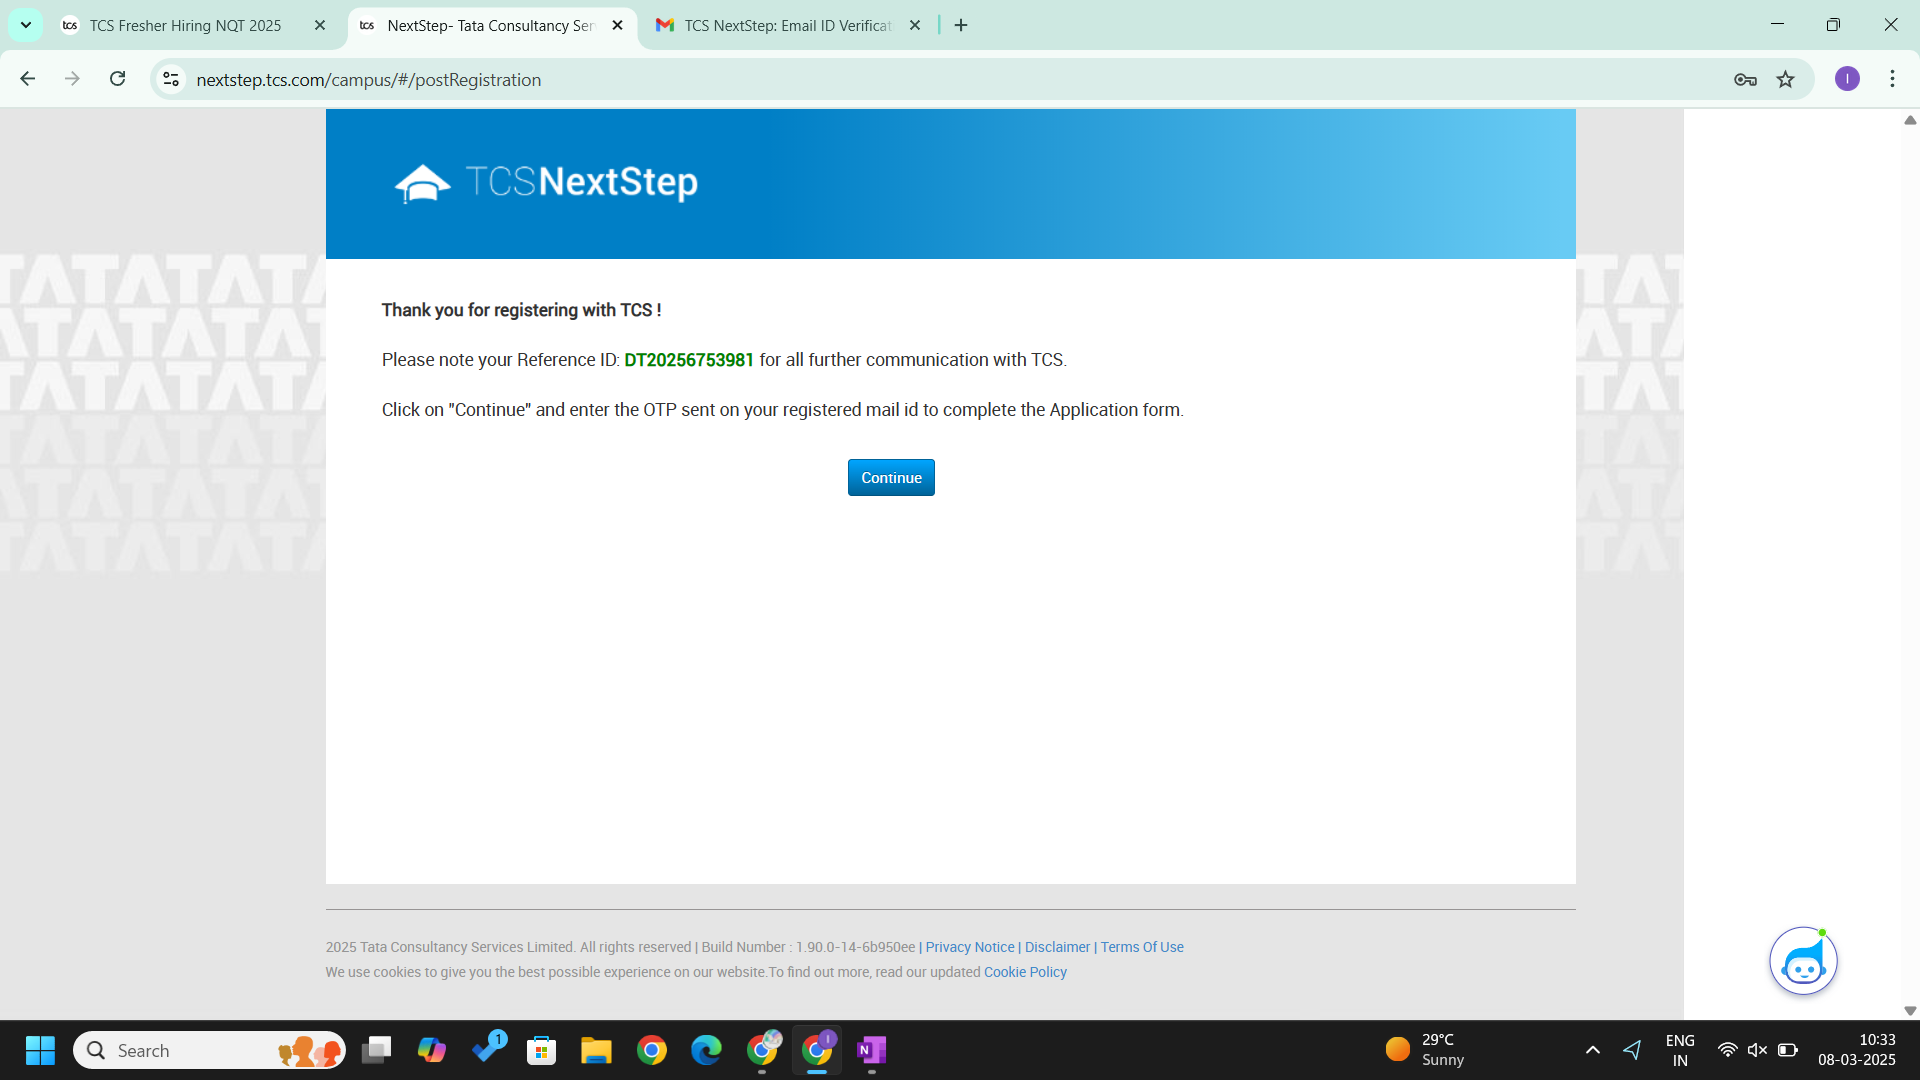 tcs TCS Fresher Hiring NQT 2025
tcs NextStep- Tata Consultancy Ser
TCS NextStep: Email ID Verificat
nextstep.tcs.com/campus/#/postRegistration
I
TCSNextStep
Thank you for registering with TCS !
Please note your Reference ID: DT20256753981 for all further communication with TCS.
Click on "Continue" and enter the OTP sent on your registered mail id to complete the Application form.
Continue
2025 Tata Consultancy Services Limited. All rights reserved | Build Number : 1.90.0-14-6b950ee | Privacy Notice | Disclaimer | Terms Of Use
We use cookies to give you the best possible experience on our website.To find out more, read our updated Cookie Policy
Search
1
I
N
29°C
Sunny
ENG
IN
10:33
08-03-2025